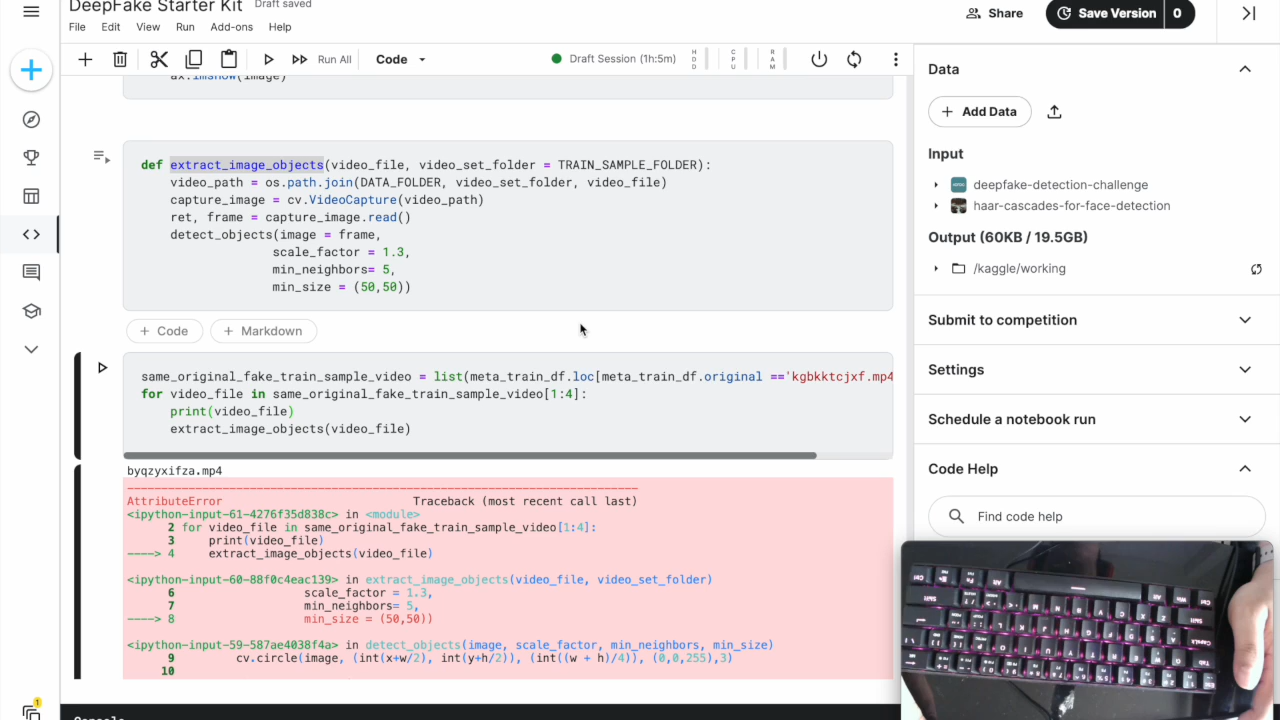 DeepFake Starter Kit
Draft saved
File Edit View Run Add-ons Help
Share
Save Version
0
Run All
Code
Draft Session (1h:5m)
HDD
CPU
RAM
ax.imshow(image)
def extract_image_objects(video_file, video_set_folder = TRAIN_SAMPLE_FOLDER):
video_path = os.path.join(DATA_FOLDER, video_set_folder, video_file)
capture_image = cv.VideoCapture(video_path)
ret, frame = capture_image.read()
detect_objects(image = frame,
scale_factor = 1.3,
min_neighbors= 5,
min_size = (50,50))
+ Code
+ Markdown
same_original_fake_train_sample_video = list(meta_train_df.loc[meta_train_df.original =='kgbkktcjxf.mp4
for video_file in same_original_fake_train_sample_video[1:4]:
print(video_file)
extract_image_objects(video_file)
byqzyxifza.mp4
---------------------------------------------------------------------------
AttributeError Traceback (most recent call last)
<ipython-input-61-4276f35d838c> in <module>
2 for video_file in same_original_fake_train_sample_video[1:4]:
3 print(video_file)
----> 4 extract_image_objects(video_file)
<ipython-input-60-88f0c4eac139> in extract_image_objects(video_file, video_set_folder)
6 scale_factor = 1.3,
7 min_neighbors= 5,
----> 8 min_size = (50,50))
<ipython-input-59-587ae4038f4a> in detect_objects(image, scale_factor, min_neighbors, min_size)
9 cv.circle(image, (int(x+w/2), int(y+h/2)), (int((w + h)/4)), (0,0,255),3)
10
Data
+ Add Data
Input
deepfake-detection-challenge
haar-cascades-for-face-detection
Output (60KB / 19.5GB)
/kaggle/working
Submit to competition
Settings
Schedule a notebook run
Code Help
Find code help
1